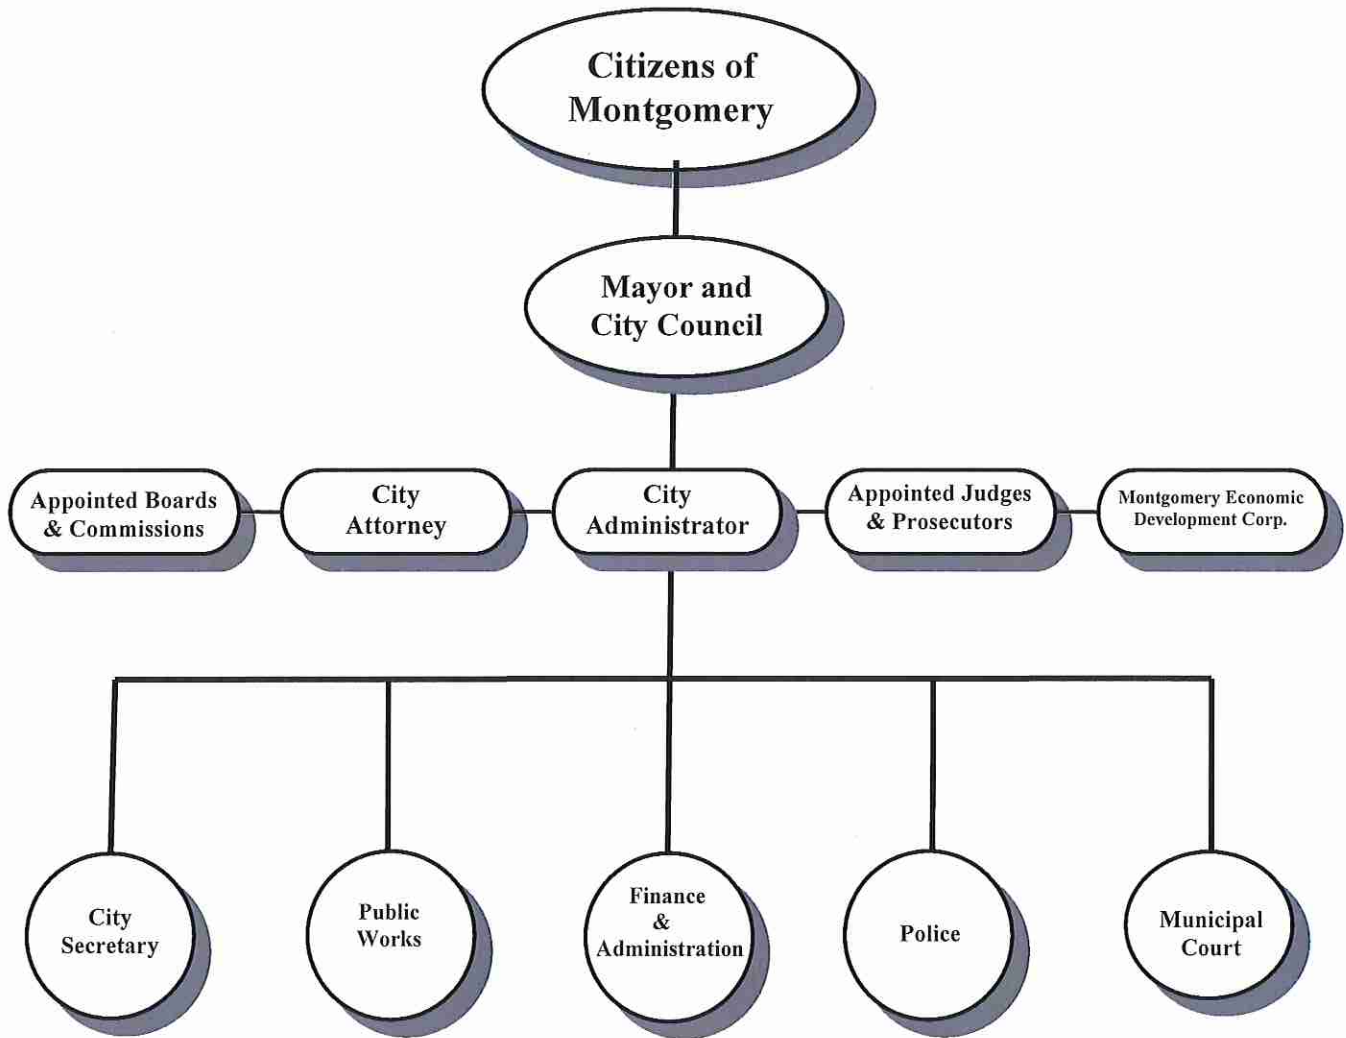 Citizens of
Montgomery
Mayor and
City Council
Appointed Boards
& Commissions
City
Attorney
City
Administrator
Appointed Judges
& Prosecutors
Montgomery Economic
Development Corp.
City
Secretary
Public
Works
Finance
&
Administration
Police
Municipal
Court